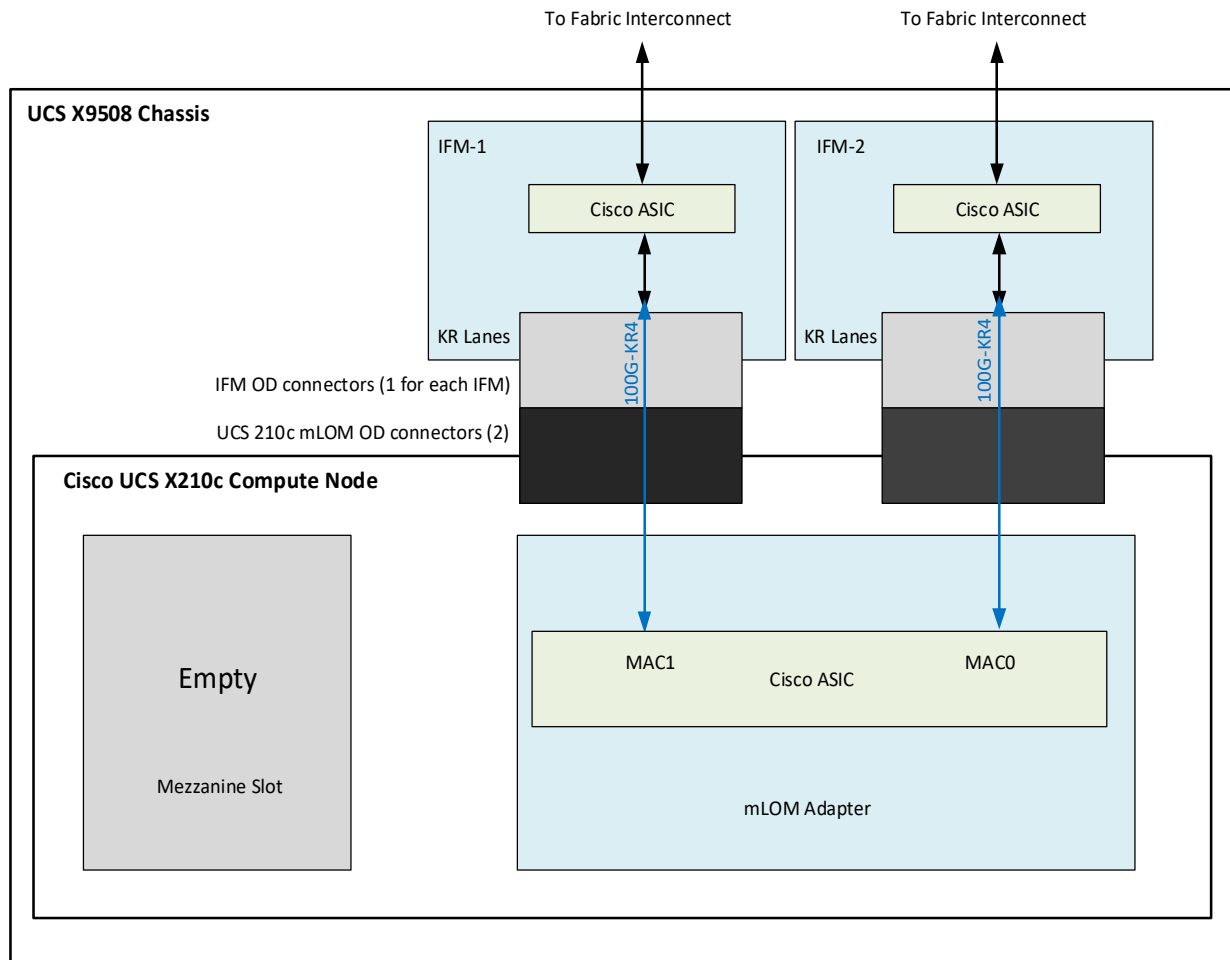 To Fabric Interconnect
To Fabric Interconnect
UCS X9508 Chassis
IFM-1
IFM-2
Cisco ASIC
Cisco ASIC
KR Lanes
100G-KR4
KR Lanes
100G-KR4
IFM OD connectors (1 for each IFM)
UCS 210c mLOM OD connectors (2)
Cisco UCS X210c Compute Node
Empty
Mezzanine Slot
MAC1
MAC0
Cisco ASIC
mLOM Adapter